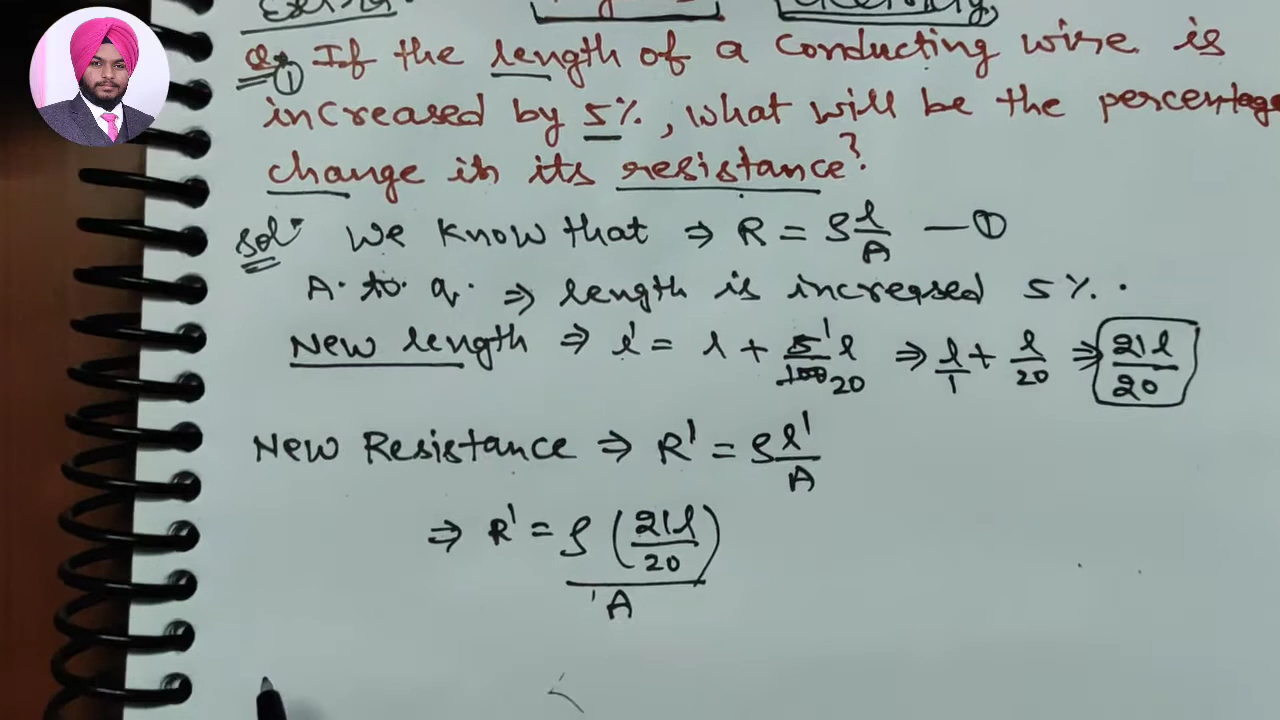 Q. ① If the length of a conducting wire is
increased by 5%, what will be the percentage
change in its resistance?
Sol: We know that ⇒ R = ρ l/A — ①
A. to. q. ⇒ length is increased 5%.
New length ⇒ l' = l + 5/100 1/20 l ⇒ l/1 + l/20 ⇒ 21l/20
New Resistance ⇒ R' = ρ l'/A
⇒ R' = ρ (21l/20) / A